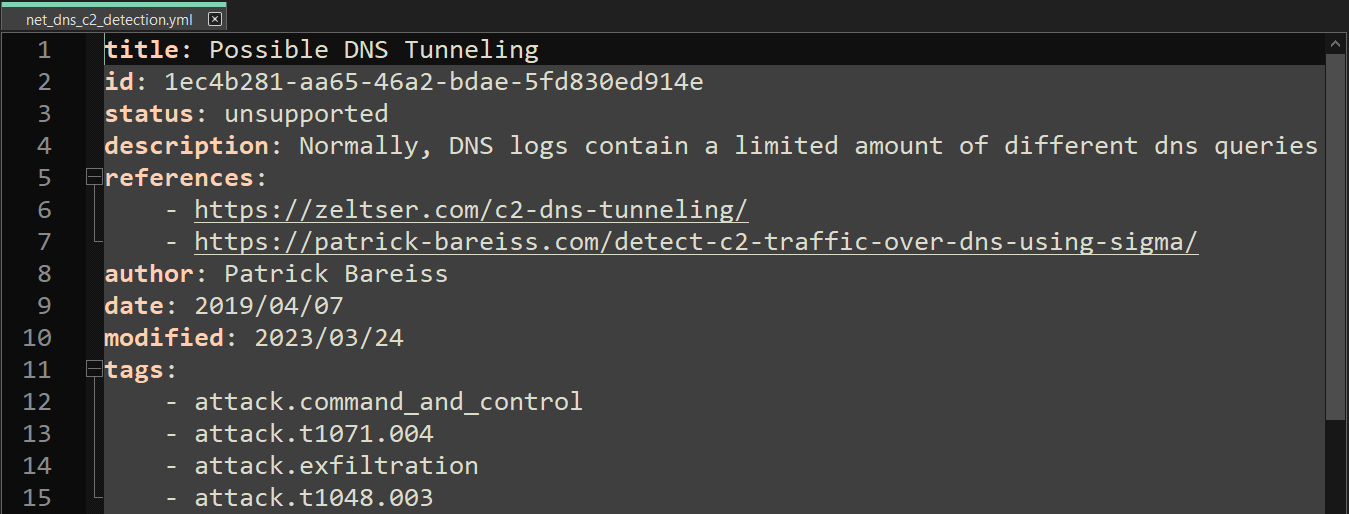 net_dns_c2_detection.yml
1 title: Possible DNS Tunneling
2 id: 1ec4b281-aa65-46a2-bdae-5fd830ed914e
3 status: unsupported
4 description: Normally, DNS logs contain a limited amount of different dns queries
5 references:
6 - https://zeltser.com/c2-dns-tunneling/
7 - https://patrick-bareiss.com/detect-c2-traffic-over-dns-using-sigma/
8 author: Patrick Bareiss
9 date: 2019/04/07
10 modified: 2023/03/24
11 tags:
12 - attack.command_and_control
13 - attack.t1071.004
14 - attack.exfiltration
15 - attack.t1048.003